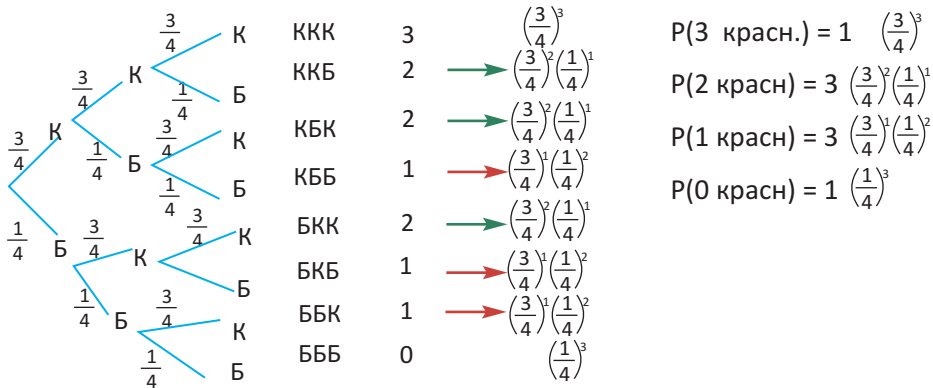 3/4 К ККК 3 (3/4)³ P(3 красн.) = 1 (3/4)³
3/4 К 1/4 Б ККБ 2 (3/4)²(1/4)¹ P(2 красн) = 3 (3/4)²(1/4)¹
3/4 К 3/4 К КБК 2 (3/4)²(1/4)¹ P(1 красн) = 3 (3/4)¹(1/4)²
1/4 Б 1/4 Б КББ 1 (3/4)¹(1/4)² P(0 красн) = 1 (1/4)³
1/4 Б 3/4 К 3/4 К БКК 2 (3/4)²(1/4)¹
Б БКБ 1 (3/4)¹(1/4)²
1/4 Б 3/4 К ББК 1 (3/4)¹(1/4)²
1/4 Б БББ 0 (1/4)³